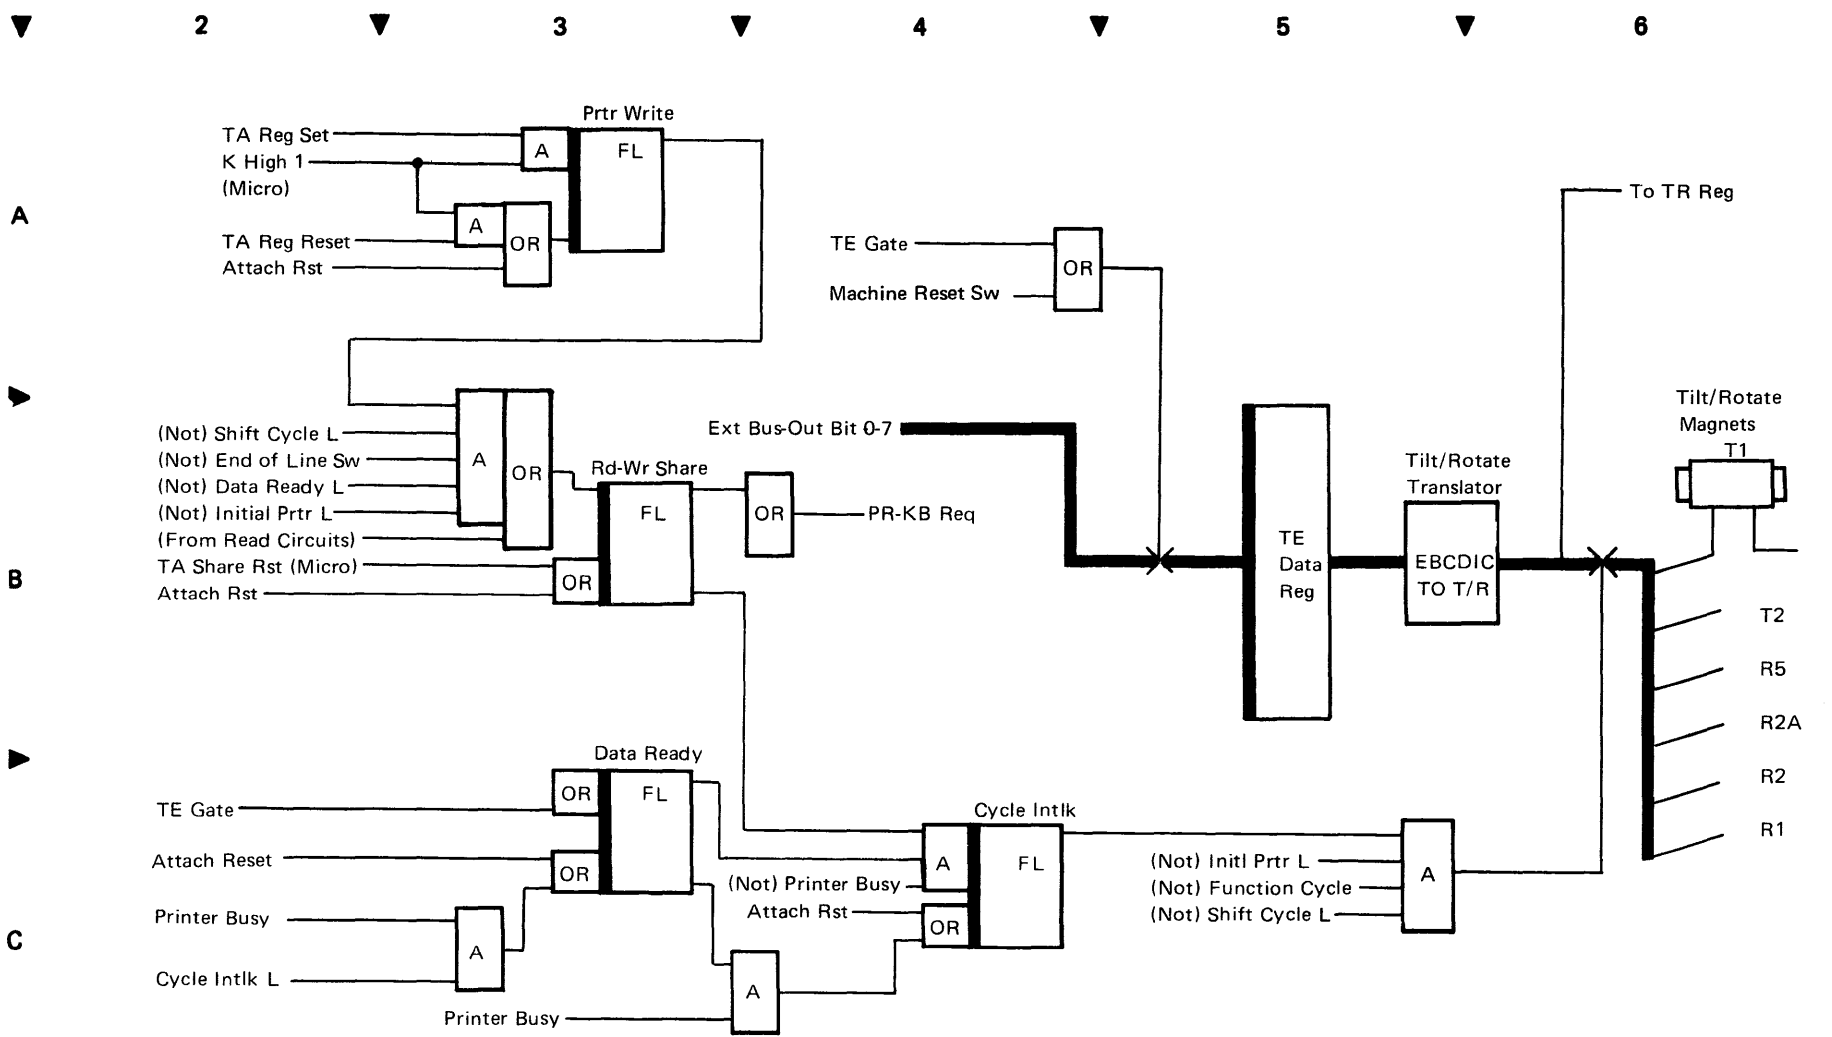 2 3 4 5 6
A
Prtr Write
TA Reg Set
A
FL
K High 1
(Micro)
A
OR
TA Reg Reset
Attach Rst
TE Gate
OR
Machine Reset Sw
To TR Reg
B
(Not) Shift Cycle L
(Not) End of Line Sw
(Not) Data Ready L
(Not) Initial Prtr L
(From Read Circuits)
TA Share Rst (Micro)
Attach Rst
A
OR
OR
Rd-Wr Share
FL
OR
PR-KB Req
Ext Bus-Out Bit 0-7
TE
Data
Reg
Tilt/Rotate
Translator
EBCDIC
TO T/R
Tilt/Rotate
Magnets
T1
T2
R5
R2A
R2
R1
C
Data Ready
OR
FL
TE Gate
Attach Reset
OR
Printer Busy
A
Cycle Intlk L
Printer Busy
A
Cycle Intlk
A
FL
(Not) Printer Busy
Attach Rst
OR
(Not) Initl Prtr L
(Not) Function Cycle
(Not) Shift Cycle L
A